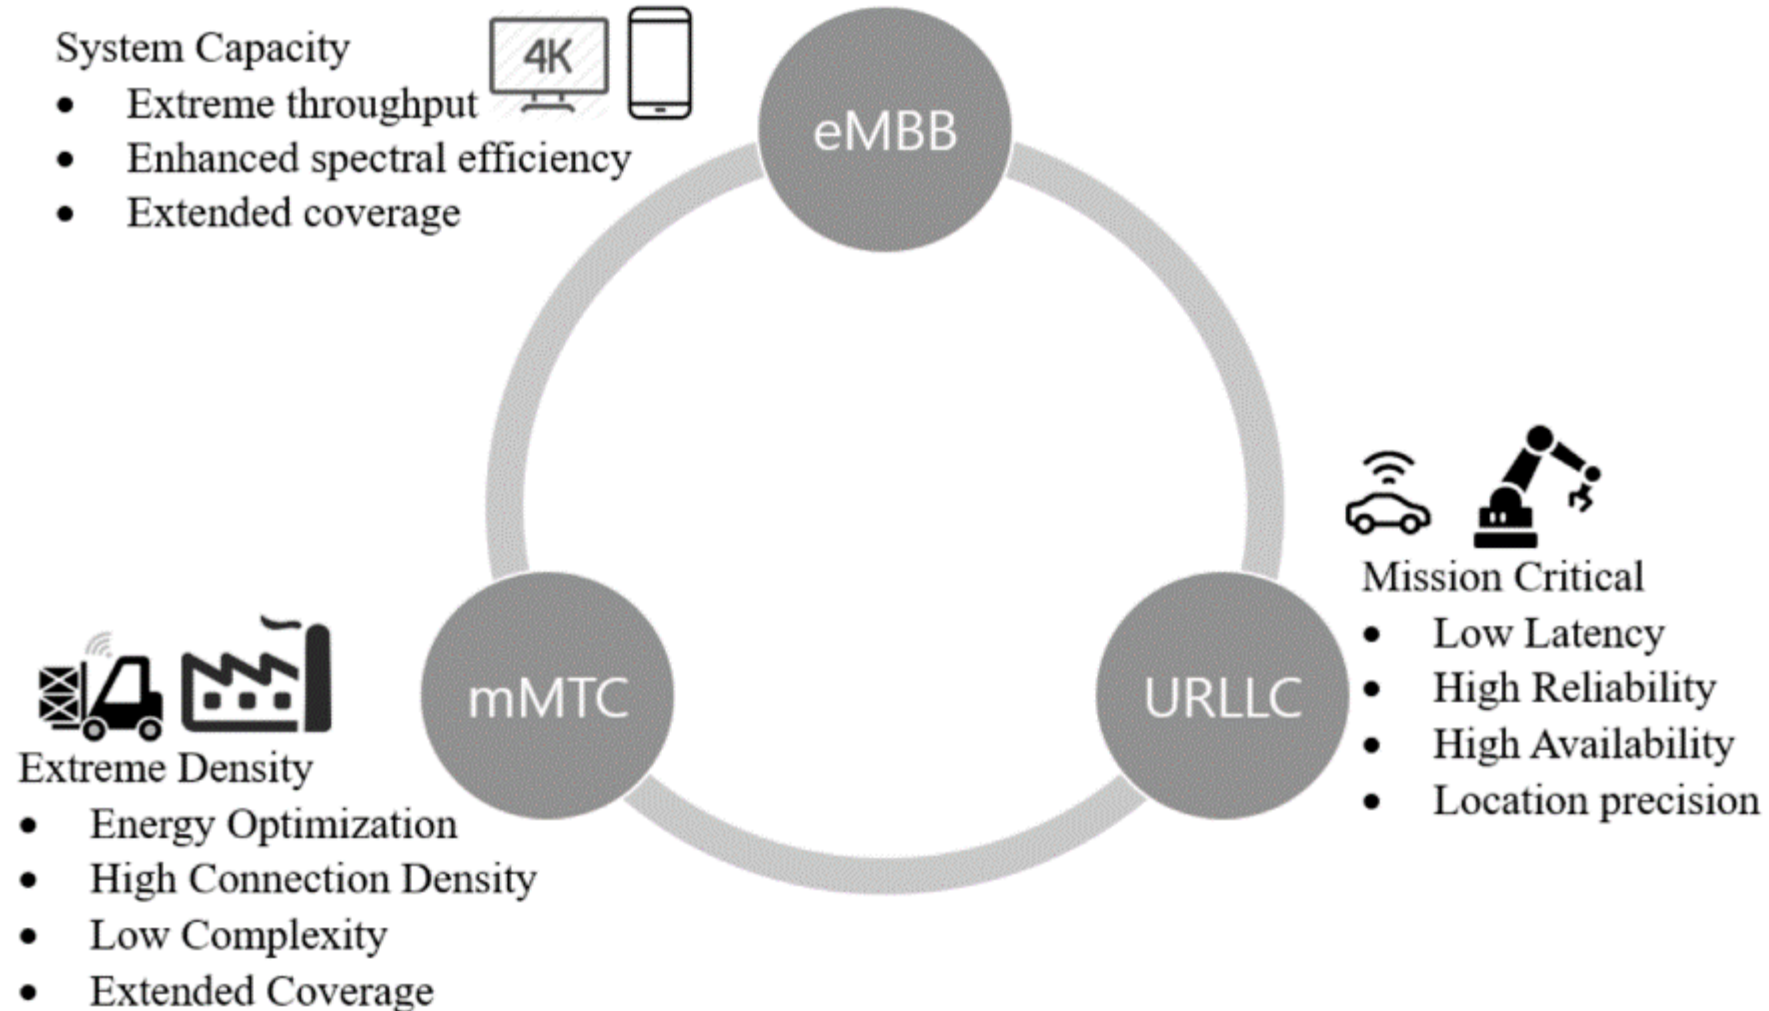 System Capacity
4K
• Extreme throughput
• Enhanced spectral efficiency
• Extended coverage
eMBB
Mission Critical
• Low Latency
• High Reliability
• High Availability
• Location precision
URLLC
mMTC
Extreme Density
• Energy Optimization
• High Connection Density
• Low Complexity
• Extended Coverage